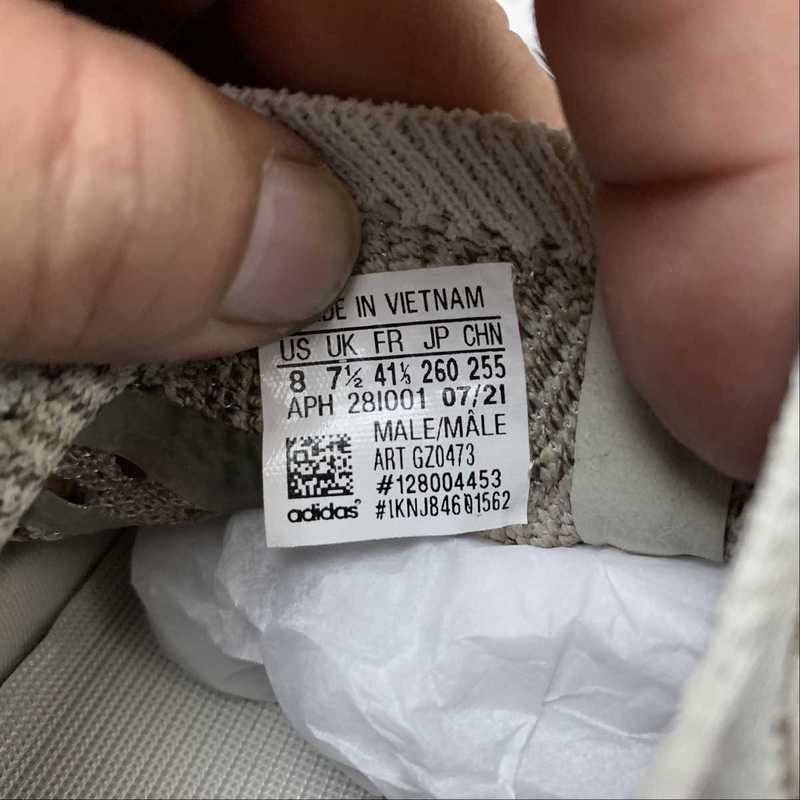 DE IN VIETNAM
US UK FR JP CHN
8 7½ 41⅓ 260 255
APH 28I001 07/21
MALE/MÂLE
ART GZ0473
#128004453
#1KNJ84601562
adidas